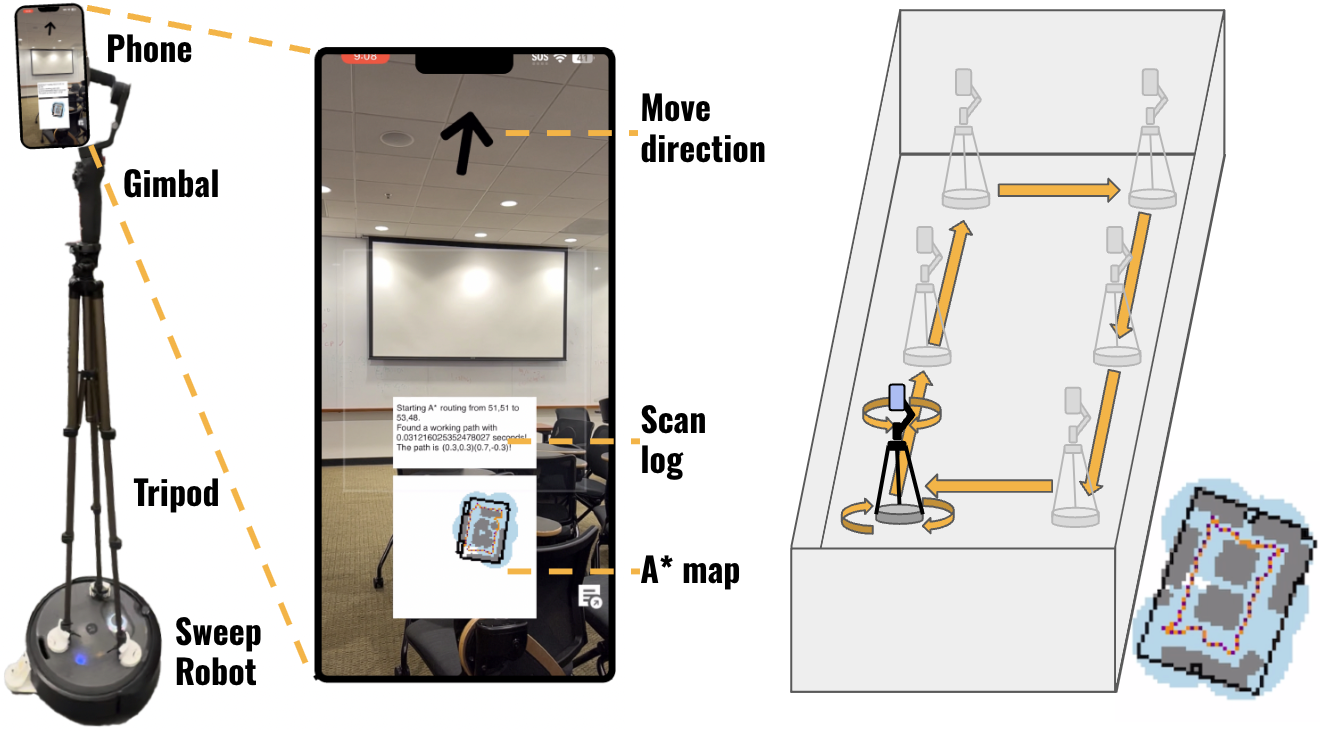 Phone
Gimbal
Tripod
Sweep
Robot
9:08
SOS
41
Move
direction
Starting A* routing from 51,51 to
53,48.
Found a working path with
0.031216025352478027 seconds!
The path is (0.3,0.3)(0.7,-0.3)!
Scan
log
A* map